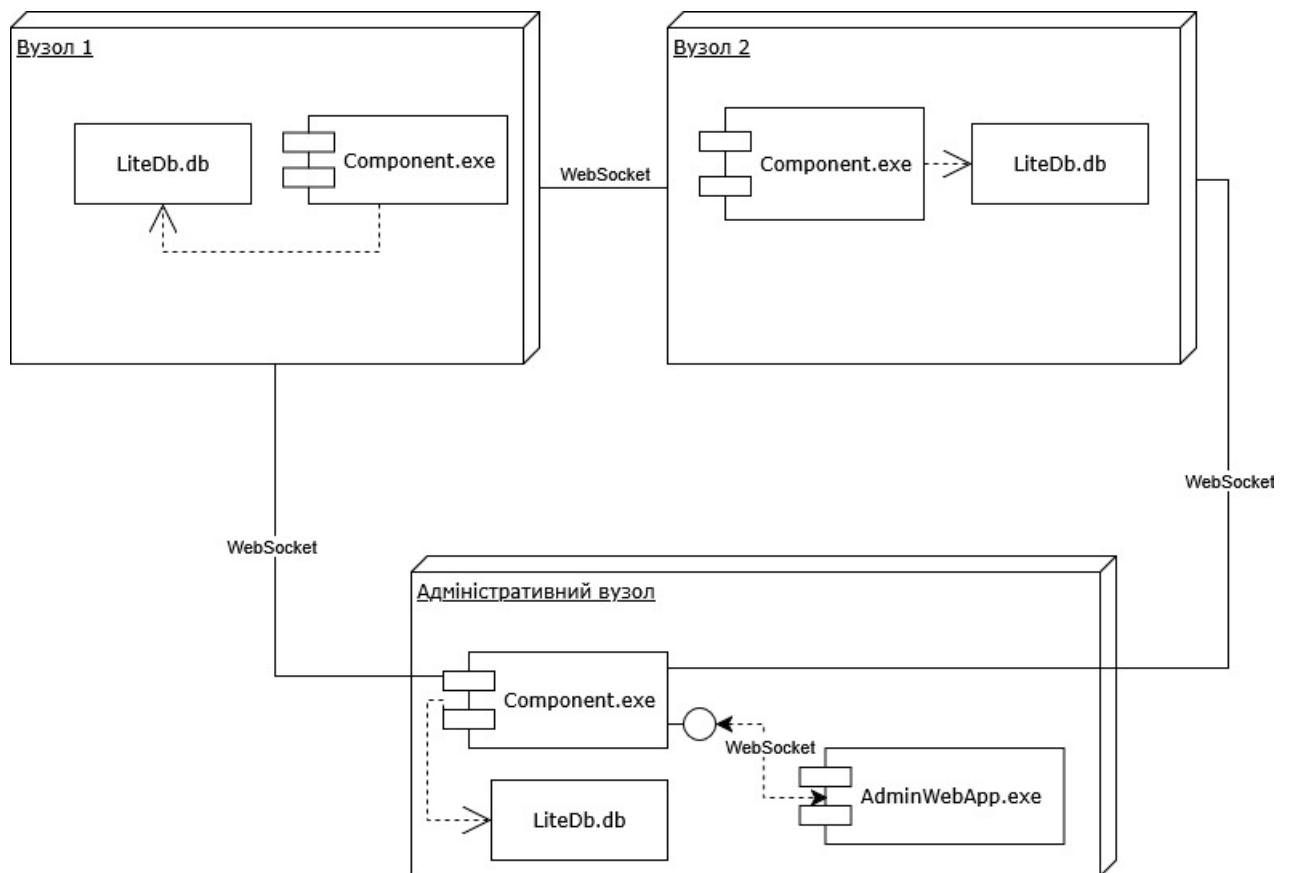 Вузол 1
LiteDb.db
Component.exe
WebSocket
Вузол 2
Component.exe
LiteDb.db
WebSocket
WebSocket
Адміністративний вузол
Component.exe
WebSocket
AdminWebApp.exe
LiteDb.db